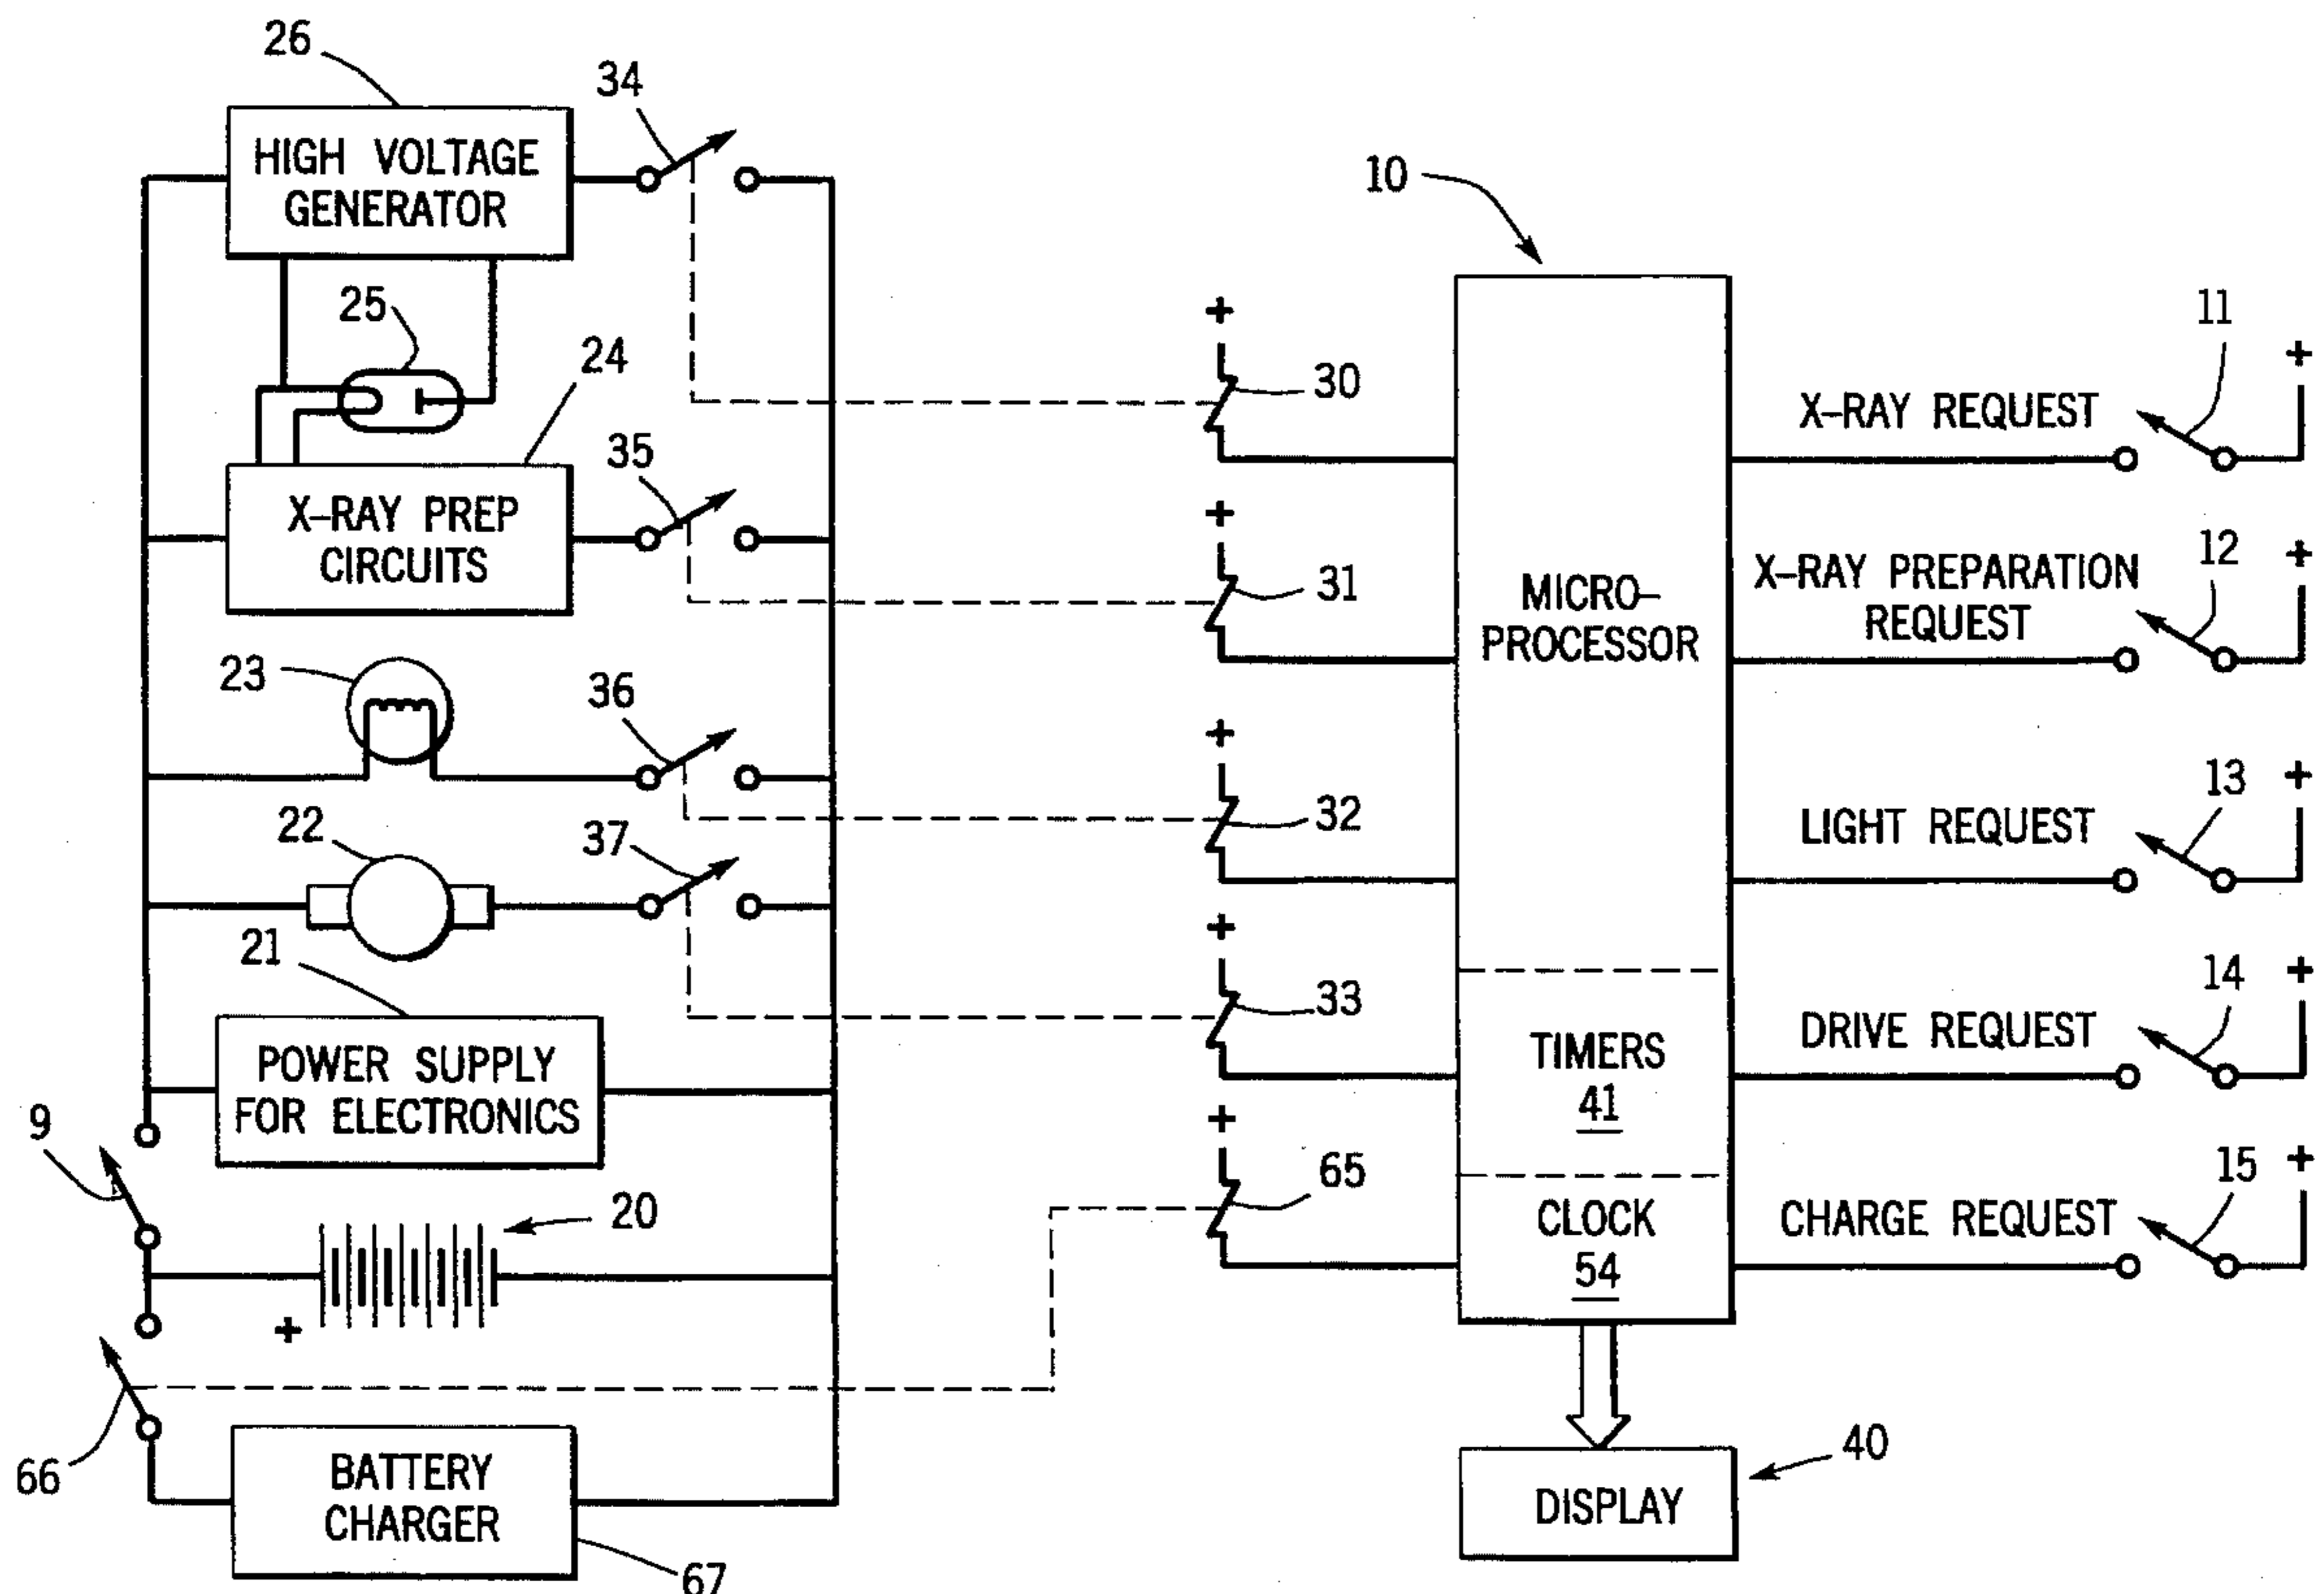 26
34
HIGH VOLTAGE
GENERATOR
10
25
24
11
+
+
30
X-RAY REQUEST
35
X-RAY PREP
CIRCUITS
+
31
MICRO-
PROCESSOR
X-RAY PREPARATION
REQUEST
12
+
23
36
+
32
LIGHT REQUEST
13
+
22
37
21
+
33
POWER SUPPLY
FOR ELECTRONICS
TIMERS
41
DRIVE REQUEST
14
+
9
20
+
+
65
CLOCK
54
CHARGE REQUEST
15
+
66
BATTERY
CHARGER
67
DISPLAY
40